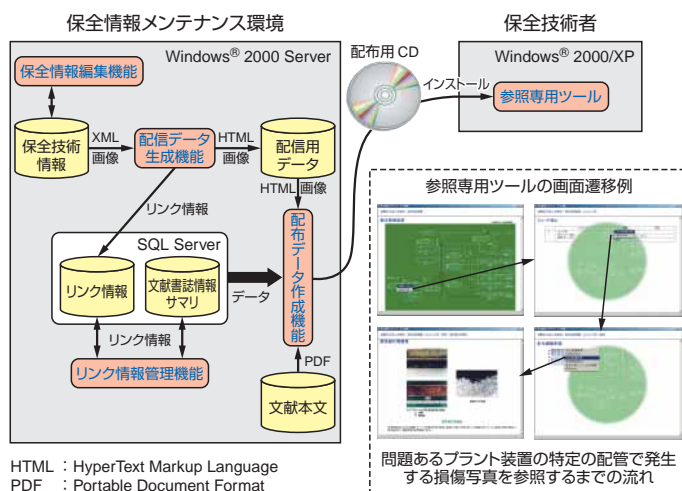 保全情報メンテナンス環境
Windows® 2000 Server
保全情報編集機能
保全技術
情報
XML
画像
配信データ
生成機能
HTML
画像
配信用
データ
HTML 画像
リンク情報
SQL Server
リンク情報
文献書誌情報
サマリ
データ
配布データ作成機能
リンク情報
リンク情報管理機能
PDF
文献本文
配布用 CD
インストール
保全技術者
Windows® 2000/XP
参照専用ツール
参照専用ツールの画面遷移例
問題あるプラント装置の特定の配管で発生
する損傷写真を参照するまでの流れ
HTML ：HyperText Markup Language
PDF ：Portable Document Format